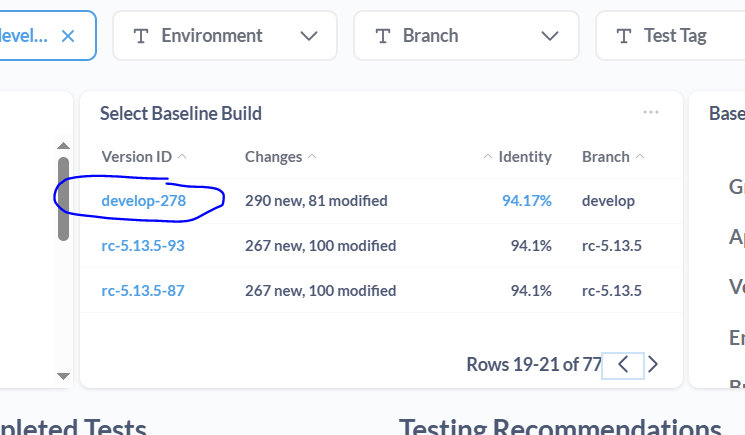 devel... ×
Environment
Branch
Test Tag
Select Baseline Build
...
Version ID Changes Identity Branch
develop-278 290 new, 81 modified 94.17% develop
rc-5.13.5-93 267 new, 100 modified 94.1% rc-5.13.5
rc-5.13.5-87 267 new, 100 modified 94.1% rc-5.13.5
Rows 19-21 of 77
Base
G
A
Ve
En
pleted Tests
Testing Recommendations